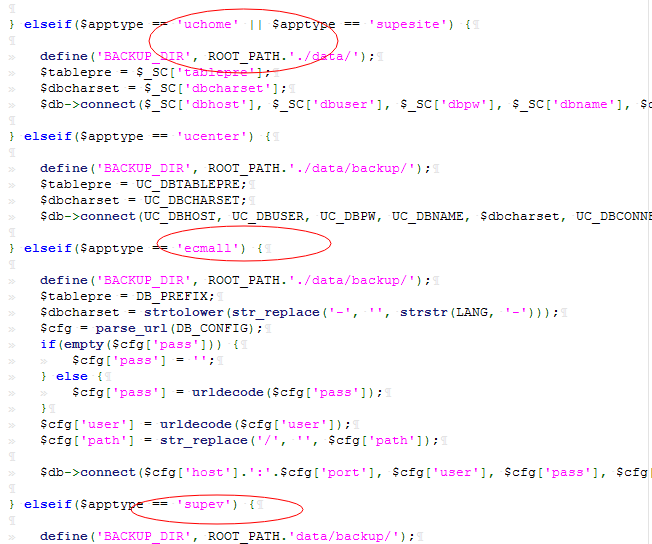 } elseif($apptype == 'uchome' || $apptype == 'supesite') {
define('BACKUP_DIR', ROOT_PATH.'./data/');
$tablepre = $_SC['tablepre'];
$dbcharset = $_SC['dbcharset'];
$db->connect($_SC['dbhost'], $_SC['dbuser'], $_SC['dbpw'], $_SC['dbname'], $d
} elseif($apptype == 'ucenter') {
define('BACKUP_DIR', ROOT_PATH.'./data/backup/');
$tablepre = UC_DBTABLEPRE;
$dbcharset = UC_DBCHARSET;
$db->connect(UC_DBHOST, UC_DBUSER, UC_DBPW, UC_DBNAME, $dbcharset, UC_DBCONNE
} elseif($apptype == 'ecmall') {
define('BACKUP_DIR', ROOT_PATH.'./data/backup/');
$tablepre = DB_PREFIX;
$dbcharset = strtolower(str_replace('-', '', strstr(LANG, '-')));
$cfg = parse_url(DB_CONFIG);
if(empty($cfg['pass'])) {
$cfg['pass'] = '';
} else {
$cfg['pass'] = urldecode($cfg['pass']);
}
$cfg['user'] = urldecode($cfg['user']);
$cfg['path'] = str_replace('/', '', $cfg['path']);
$db->connect($cfg['host'].':'.$cfg['port'], $cfg['user'], $cfg['pass'], $cfg
} elseif($apptype == 'supev') {
define('BACKUP_DIR', ROOT_PATH.'data/backup/');